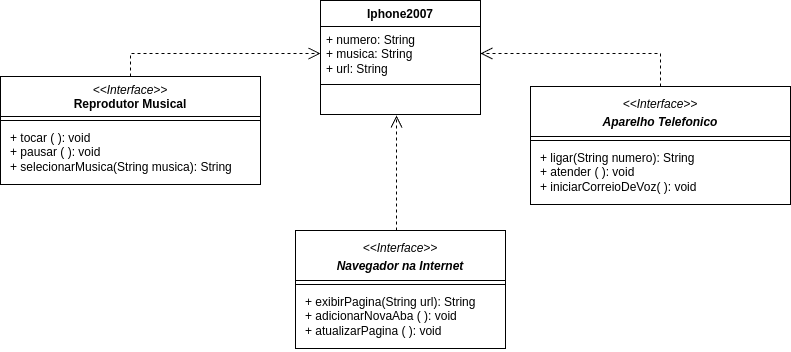 Iphone2007
+ numero: String
+ musica: String
+ url: String
<<Interface>>
Reprodutor Musical
+ tocar ( ): void
+ pausar ( ): void
+ selecionarMusica(String musica): String
<<Interface>>
Aparelho Telefonico
+ ligar(String numero): String
+ atender ( ): void
+ iniciarCorreioDeVoz( ): void
<<Interface>>
Navegador na Internet
+ exibirPagina(String url): String
+ adicionarNovaAba ( ): void
+ atualizarPagina ( ): void